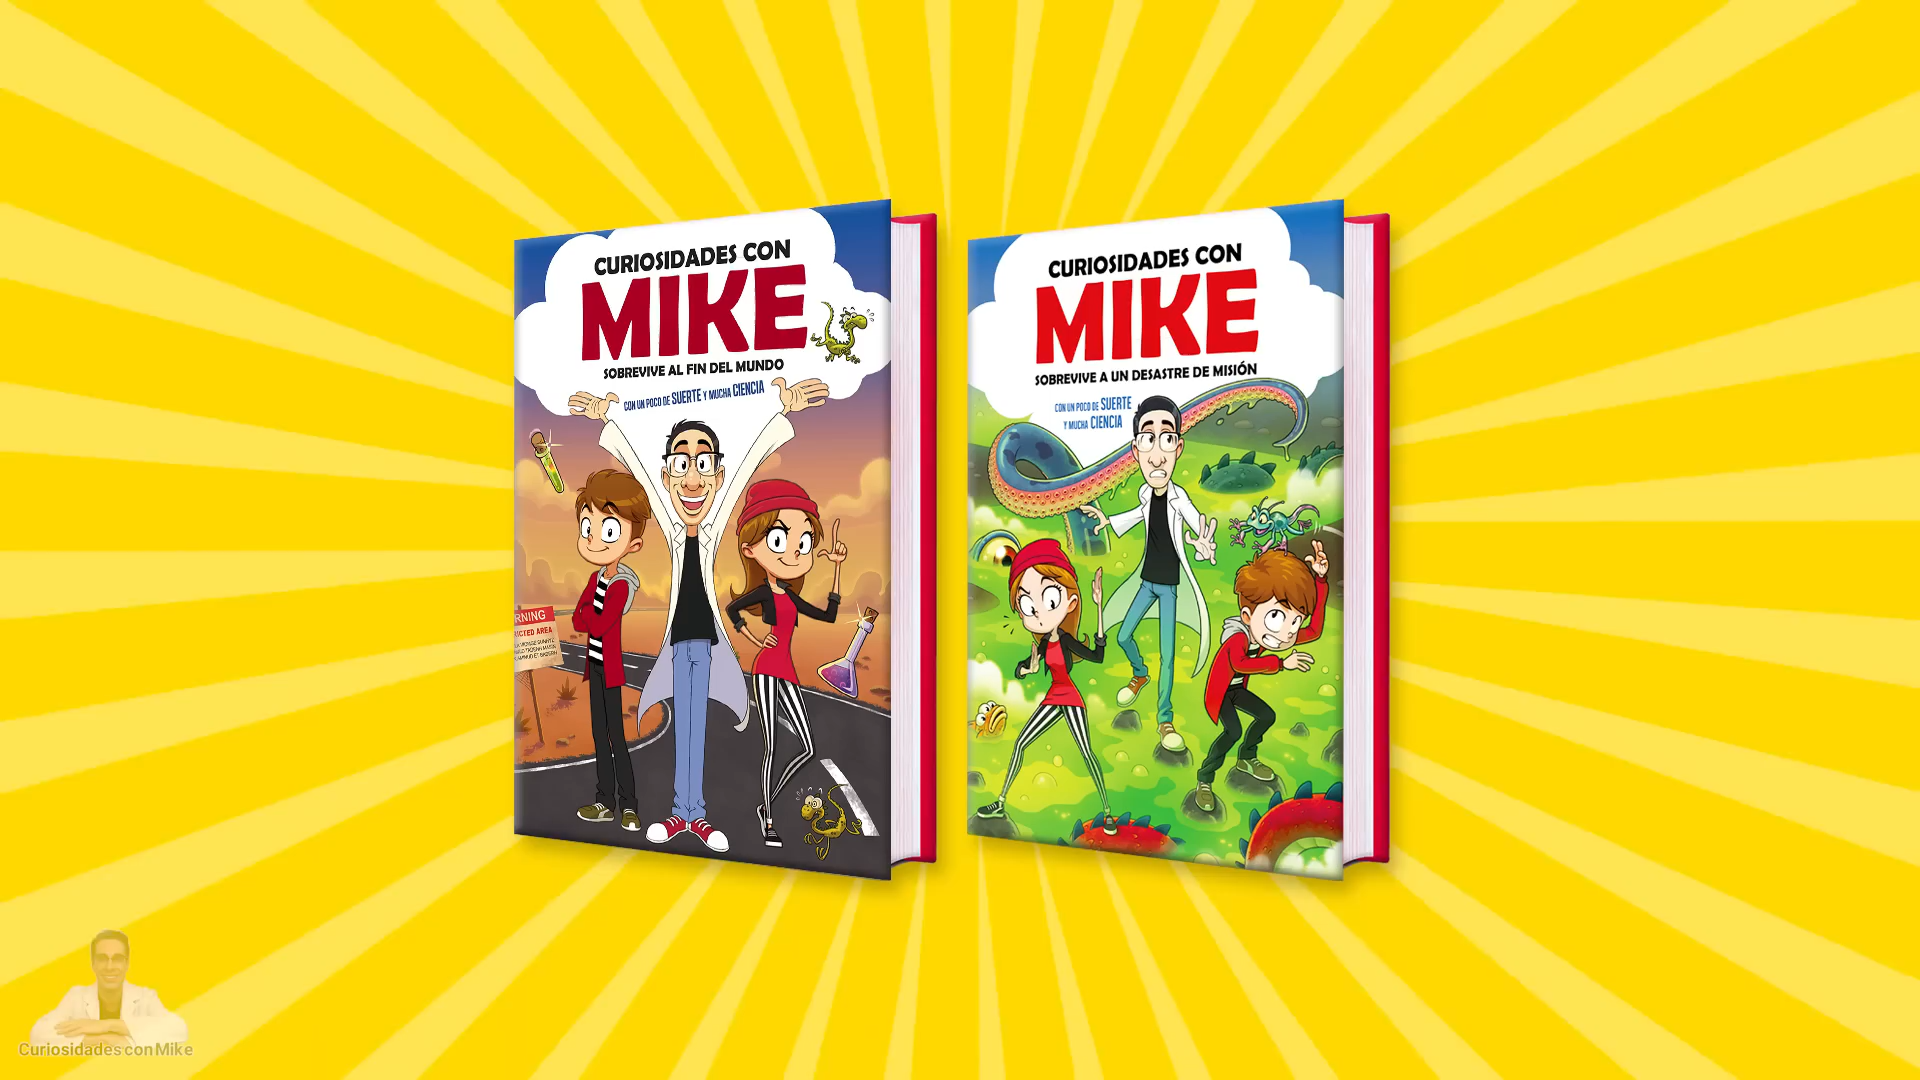 CURIOSIDADES CON
MIKE
SOBREVIVE AL FIN DEL MUNDO
CON UN POCO DE SUERTE Y MUCHA CIENCIA
RNING
RICTED AREA
CURIOSIDADES CON
MIKE
SOBREVIVE A UN DESASTRE DE MISIÓN
CON UN POCO DE SUERTE
Y MUCHA CIENCIA
Curiosidades con Mike